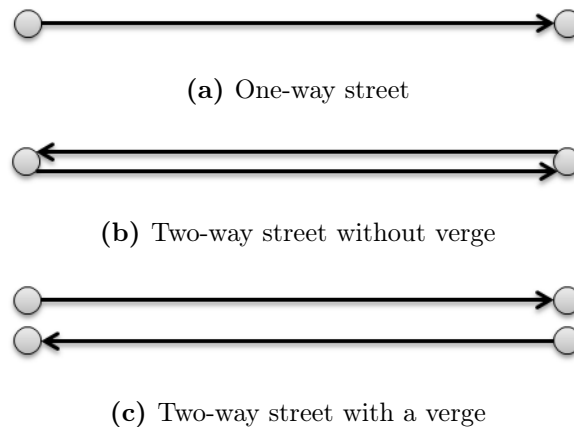 (a) One-way street
(b) Two-way street without verge
(c) Two-way street with a verge